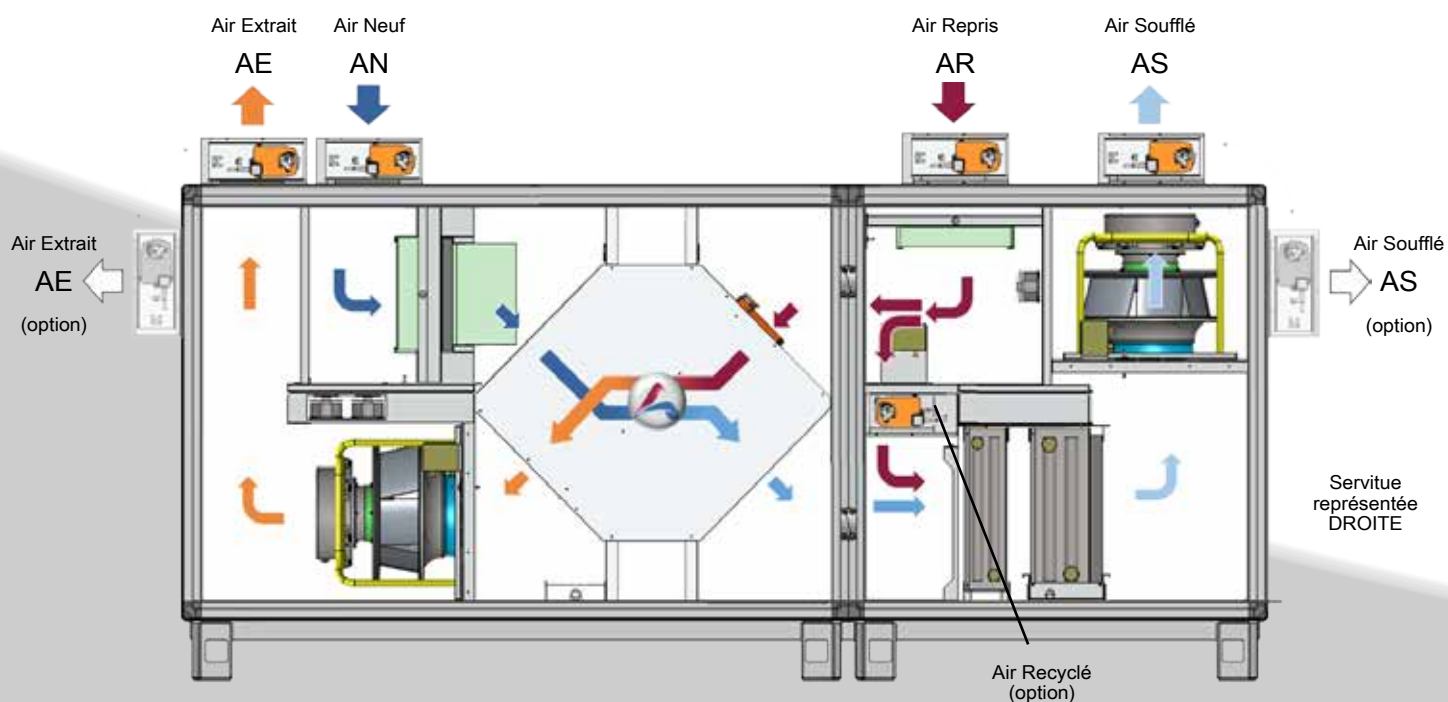 Air Extrait
AE
Air Neuf
AN
Air Repris
AR
Air Soufflé
AS
Air Extrait
AE
(option)
Air Soufflé
AS
(option)
Servitue
représentée
DROITE
Air Recyclé
(option)